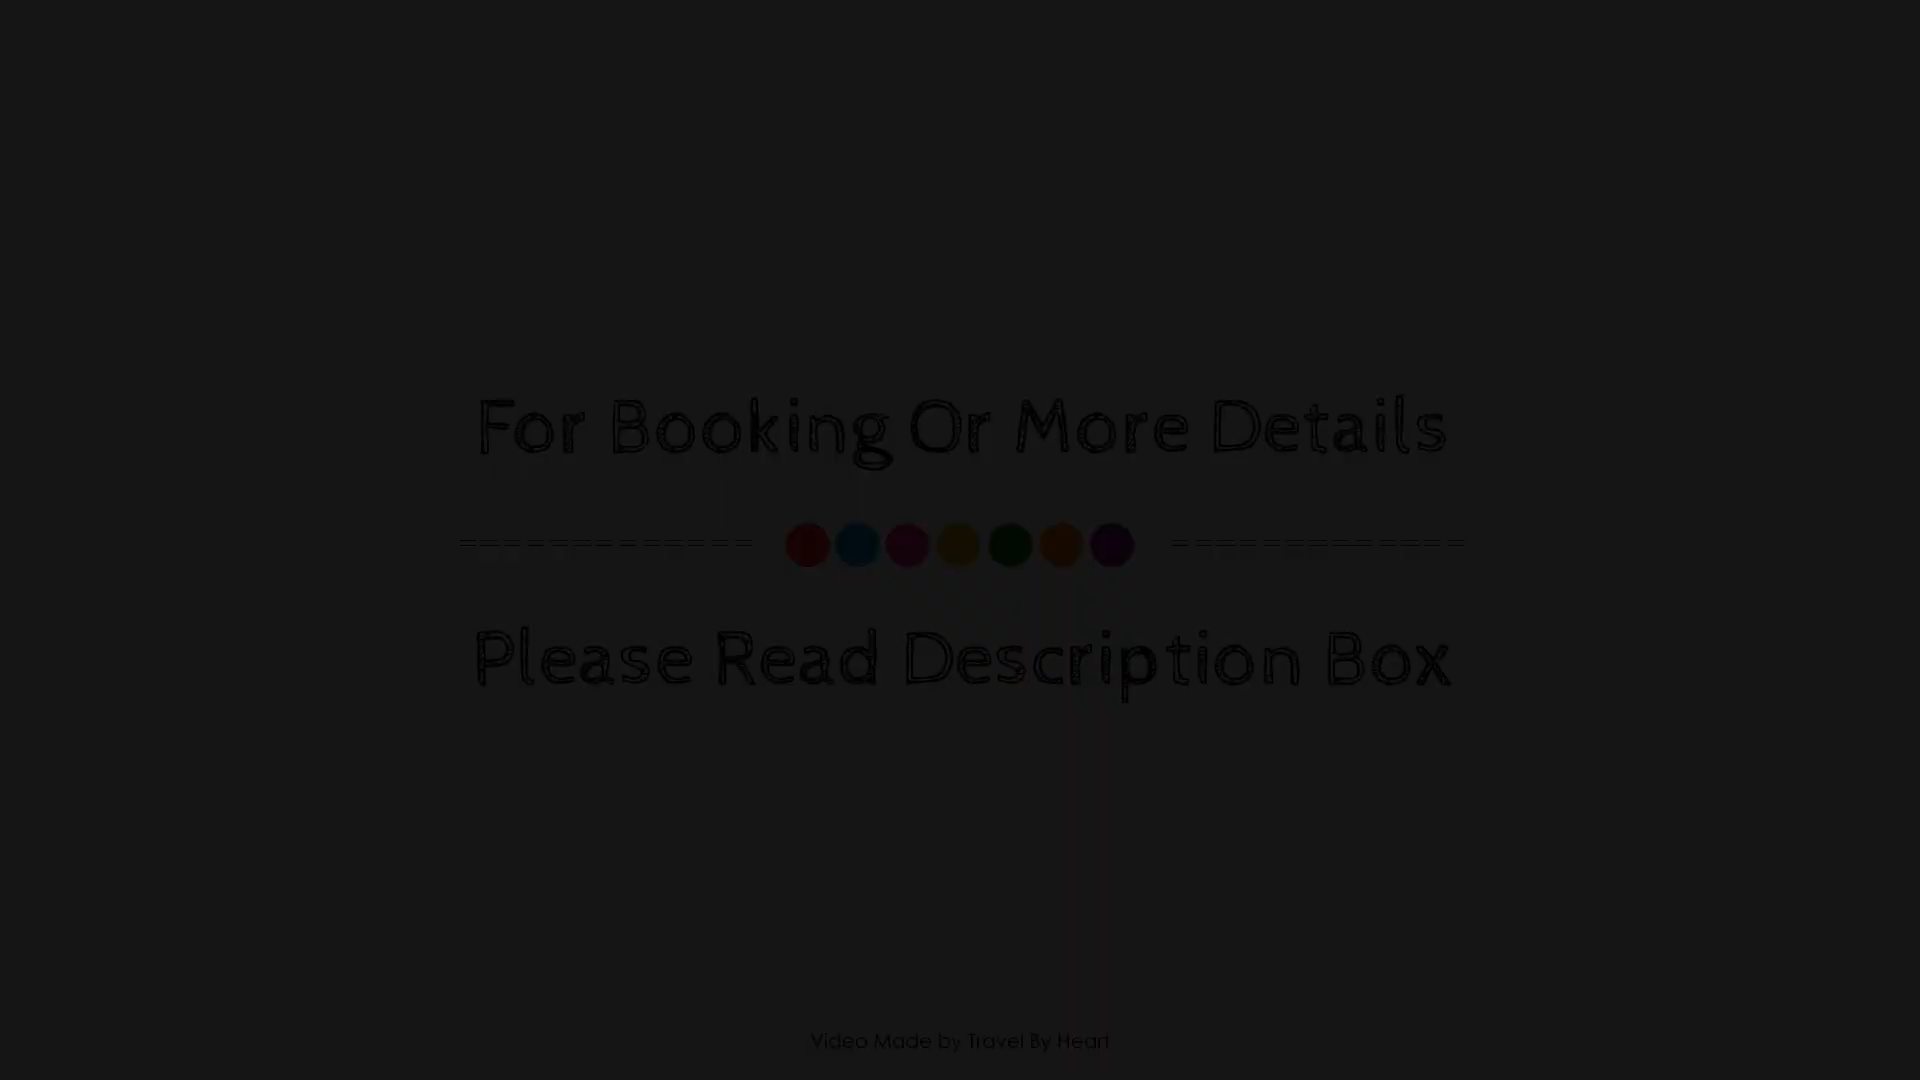 For Booking Or More Details
============= =============
Please Read Description Box
Video Made by Travel By Heart